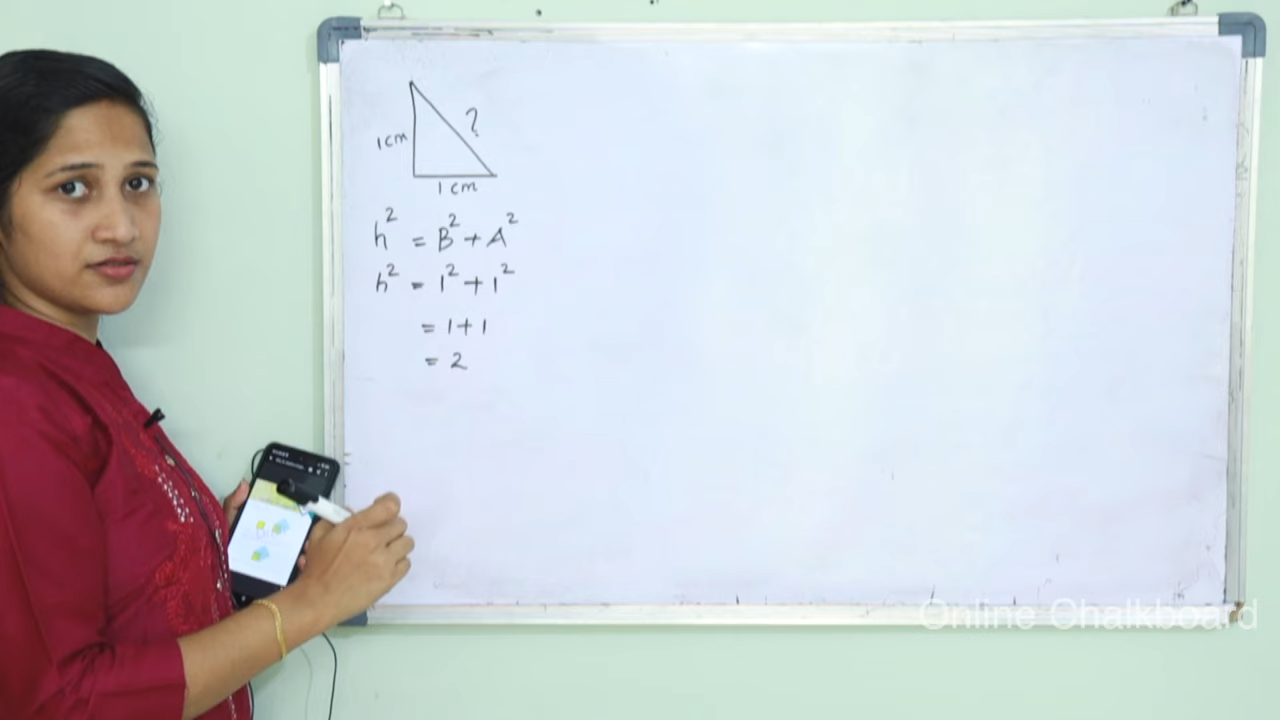 ?
1cm
1 cm
h² = B² + A²
h² = 1² + 1²
= 1+1
= 2
Online Chalkboard